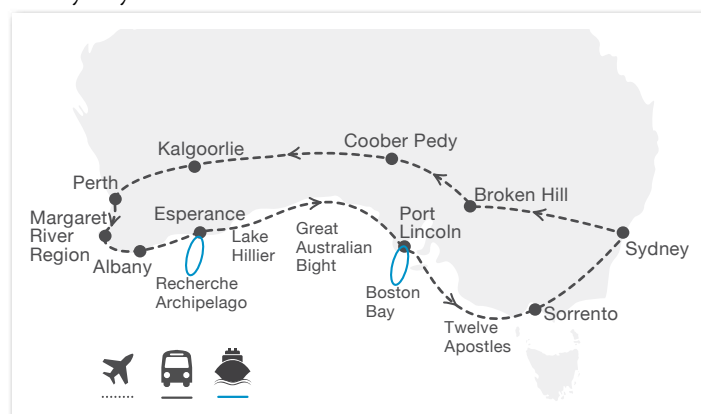 Kalgoorlie
Coober Pedy
Perth
Broken Hill
Margaret
River
Region
Esperance
Port
Lincoln
Albany
Lake
Hillier
Great
Australian
Bight
Sydney
Recherche
Archipelago
Boston
Bay
Sorrento
Twelve
Apostles